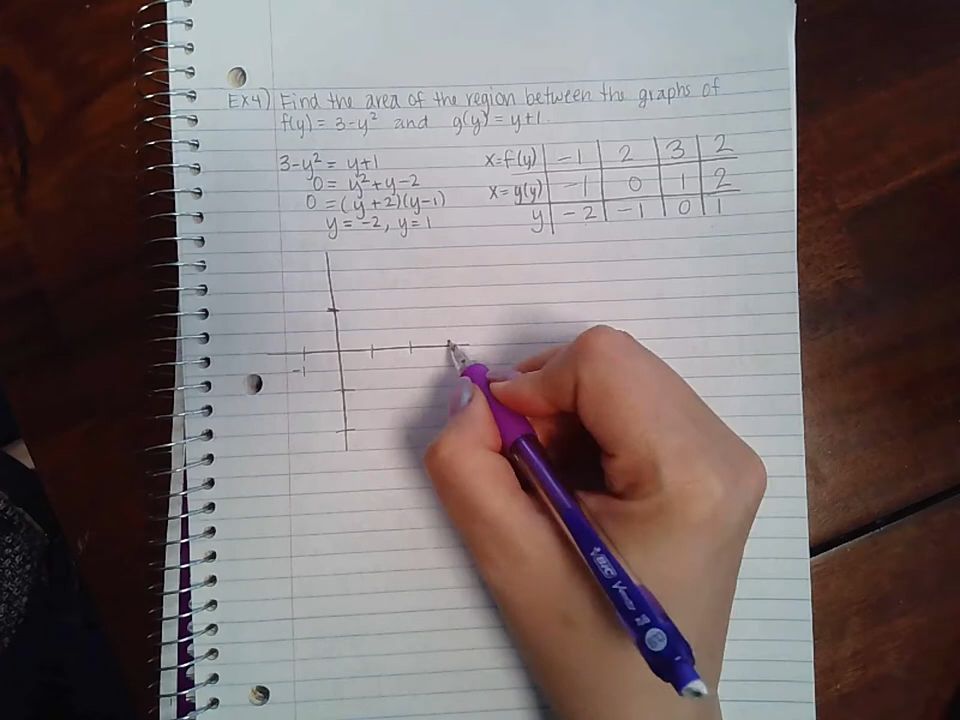 Ex4) Find the area of the region between the graphs of
f(y) = 3-y² and g(y) = y+1.
3-y² = y+1
0 = y²+y-2
0 = (y+2)(y-1)
y = -2, y = 1
x=f(y) -1 2 3 2
x=g(y) -1 0 1 2
y -2 -1 0 1
-1
BIC Velocity